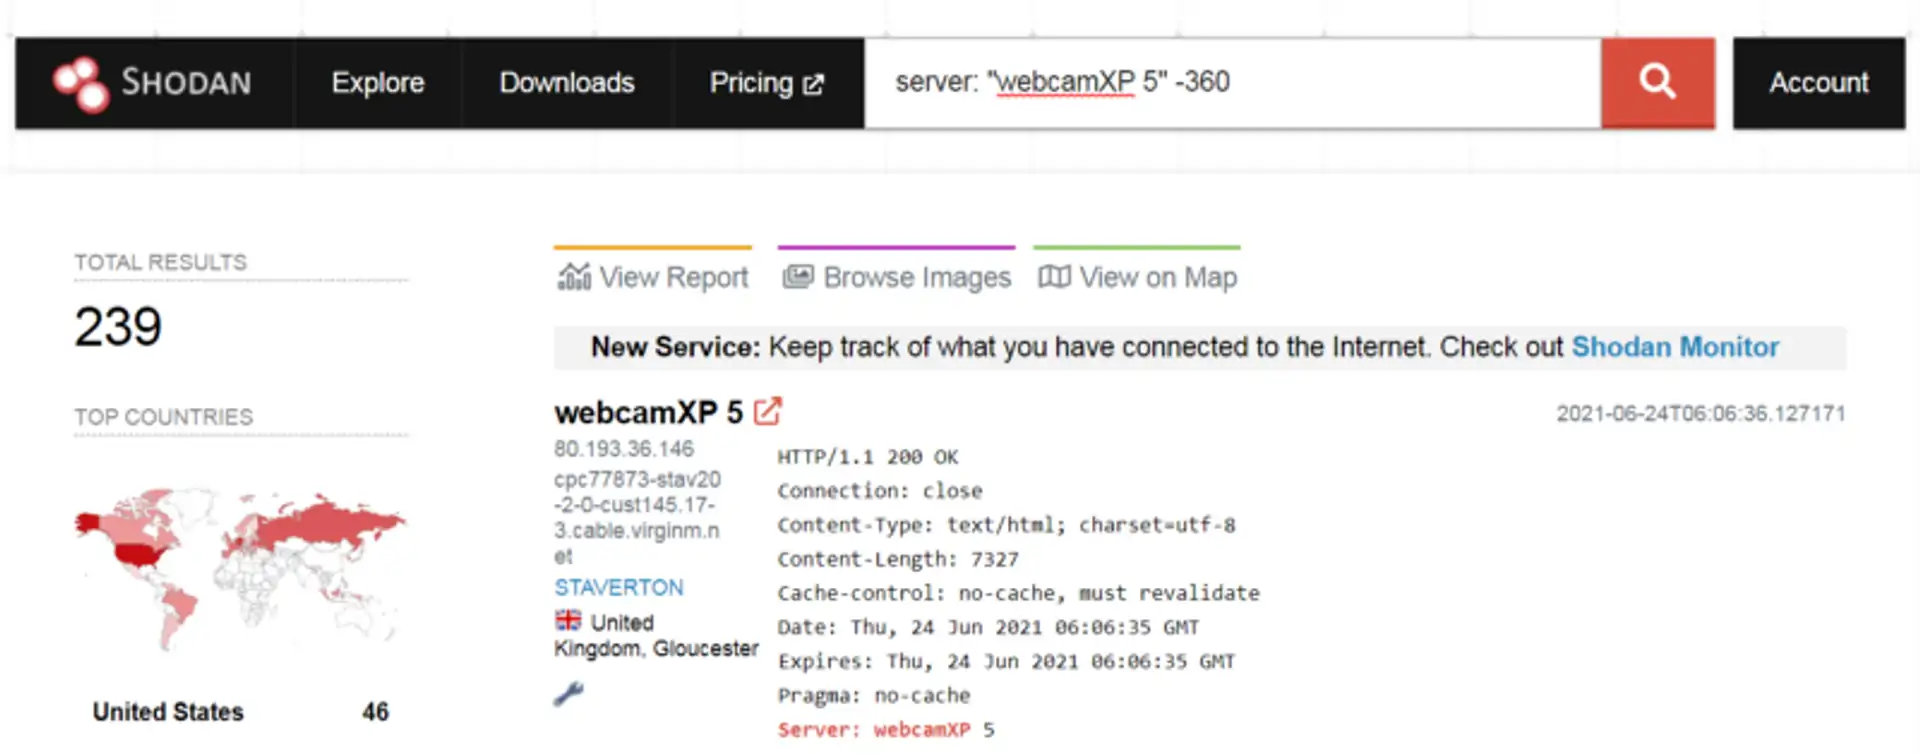 SHODAN Explore Downloads Pricing server: "webcamXP 5" -360 Account
TOTAL RESULTS
239
TOP COUNTRIES
United States 46
View Report Browse Images View on Map
New Service: Keep track of what you have connected to the Internet. Check out Shodan Monitor
webcamXP 5
2021-06-24T06:06:36.127171
80.193.36.146
cpc77873-stav20
-2-0-cust145.17-
3.cable.virginm.n
et
STAVERTON
United
Kingdom, Gloucester
HTTP/1.1 200 OK
Connection: close
Content-Type: text/html; charset=utf-8
Content-Length: 7327
Cache-control: no-cache, must revalidate
Date: Thu, 24 Jun 2021 06:06:35 GMT
Expires: Thu, 24 Jun 2021 06:06:35 GMT
Pragma: no-cache
Server: webcamXP 5